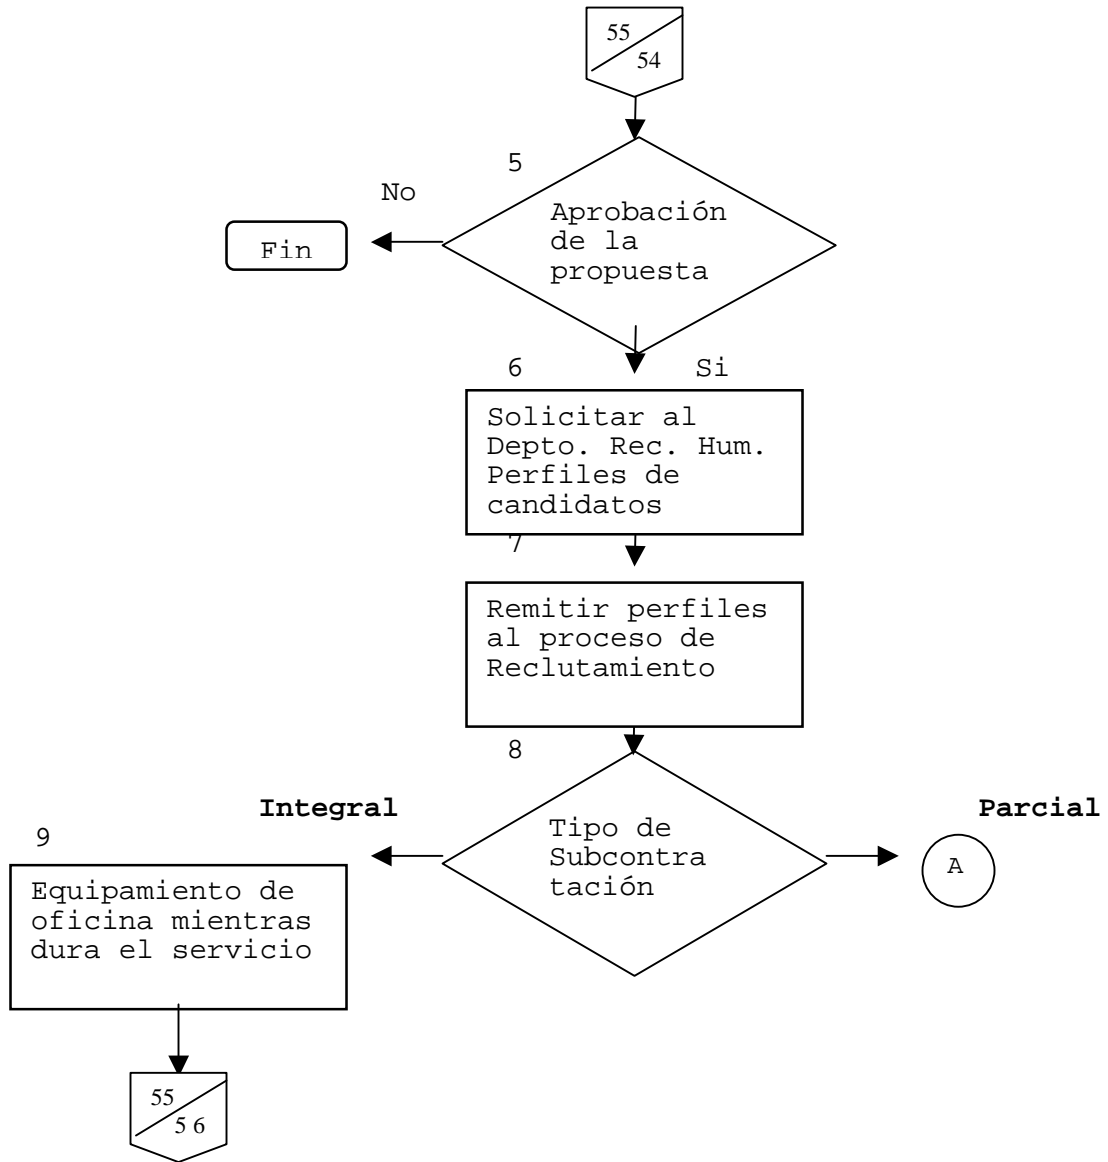 55
54
5
No
Aprobación
de la
propuesta
Fin
6
Si
Solicitar al
Depto. Rec. Hum.
Perfiles de
candidatos
7
Remitir perfiles
al proceso de
Reclutamiento
8
Integral
Parcial
9
Tipo de
Subcontra
tación
A
Equipamiento de
oficina mientras
dura el servicio
55
5 6